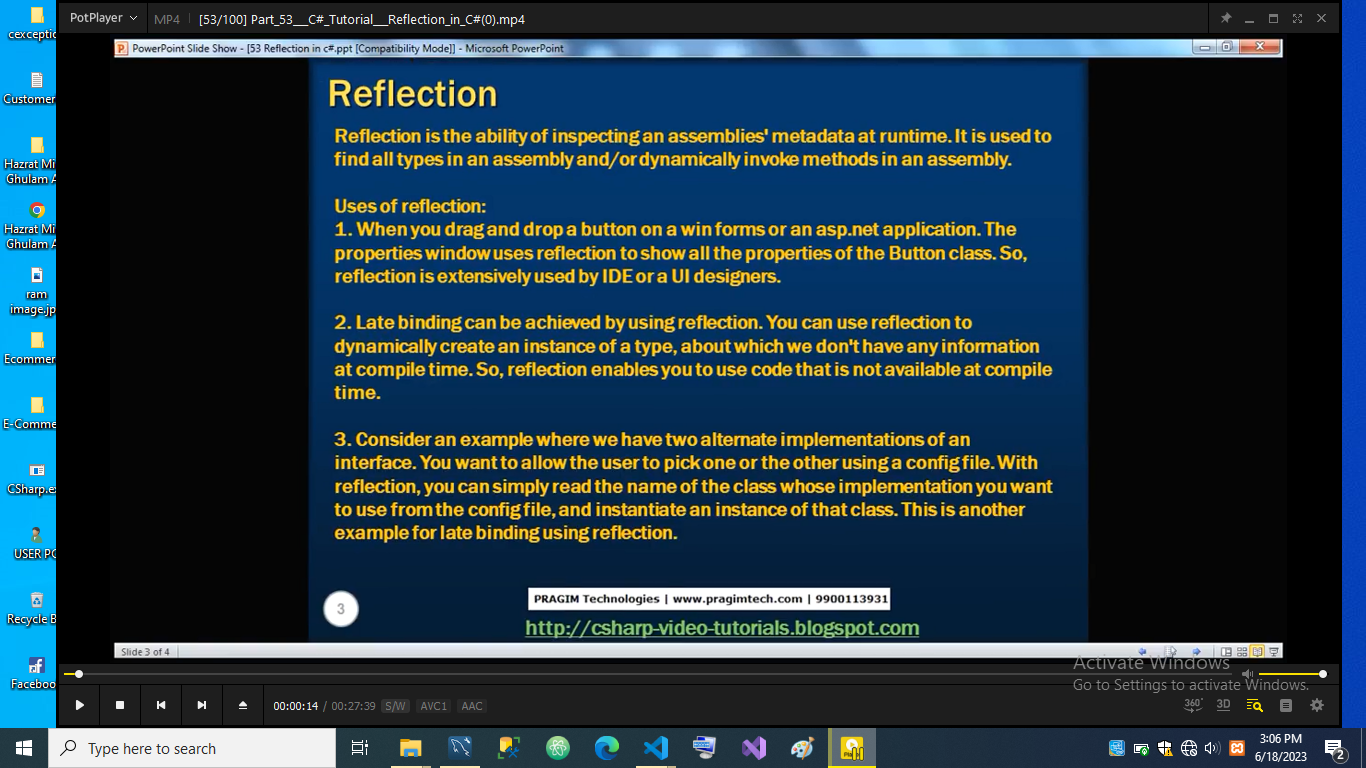 PotPlayer
MP4
[53/100] Part_53___C#_Tutorial___Reflection_in_C#(0).mp4
PowerPoint Slide Show - [53 Reflection in c#.ppt [Compatibility Mode]] - Microsoft PowerPoint
Reflection
Reflection is the ability of inspecting an assemblies' metadata at runtime. It is used to
find all types in an assembly and/or dynamically invoke methods in an assembly.
Uses of reflection:
1. When you drag and drop a button on a win forms or an asp.net application. The
properties window uses reflection to show all the properties of the Button class. So,
reflection is extensively used by IDE or a UI designers.
2. Late binding can be achieved by using reflection. You can use reflection to
dynamically create an instance of a type, about which we don't have any information
at compile time. So, reflection enables you to use code that is not available at compile
time.
3. Consider an example where we have two alternate implementations of an
interface. You want to allow the user to pick one or the other using a config file. With
reflection, you can simply read the name of the class whose implementation you want
to use from the config file, and instantiate an instance of that class. This is another
example for late binding using reflection.
3
PRAGIM Technologies | www.pragimtech.com | 9900113931
http://csharp-video-tutorials.blogspot.com
Slide 3 of 4
Activate Windows
Go to Settings to activate Windows.
00:00:14 / 00:27:39 S/W AVC1 AAC
360° 3D
cexceptic
Customer
Hazrat Mi
Ghulam A
Hazrat Mi
Ghulam A
ram
image.jp
Ecommer
E-Comme
CSharp.ex
USER PC
Recycle B
Faceboo
Type here to search
3:06 PM
6/18/2023
2